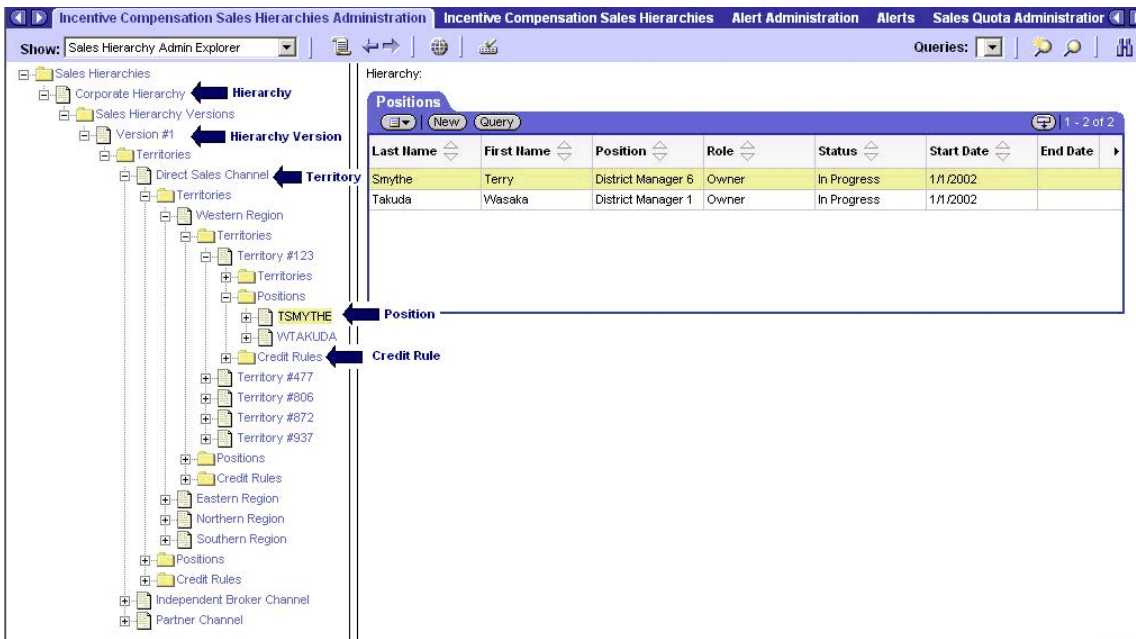 Incentive Compensation Sales Hierarchies Administration Incentive Compensation Sales Hierarchies Alert Administration Alerts Sales Quota Administration
Show: Sales Hierarchy Admin Explorer Queries:
Sales Hierarchies
Corporate Hierarchy Hierarchy
Sales Hierarchy Versions
Version #1 Hierarchy Version
Territories
Direct Sales Channel Territory
Territories
Western Region
Territories
Territory #123
Territories
Positions
TSMYTHE Position
WTAKUDA
Credit Rules Credit Rule
Territory #477
Territory #806
Territory #872
Territory #937
Positions
Credit Rules
Eastern Region
Northern Region
Southern Region
Positions
Credit Rules
Independent Broker Channel
Partner Channel
Hierarchy:
Positions
New Query 1 - 2 of 2
Last Name First Name Position Role Status Start Date End Date
Smythe Terry District Manager 6 Owner In Progress 1/1/2002
Takuda Wasaka District Manager 1 Owner In Progress 1/1/2002